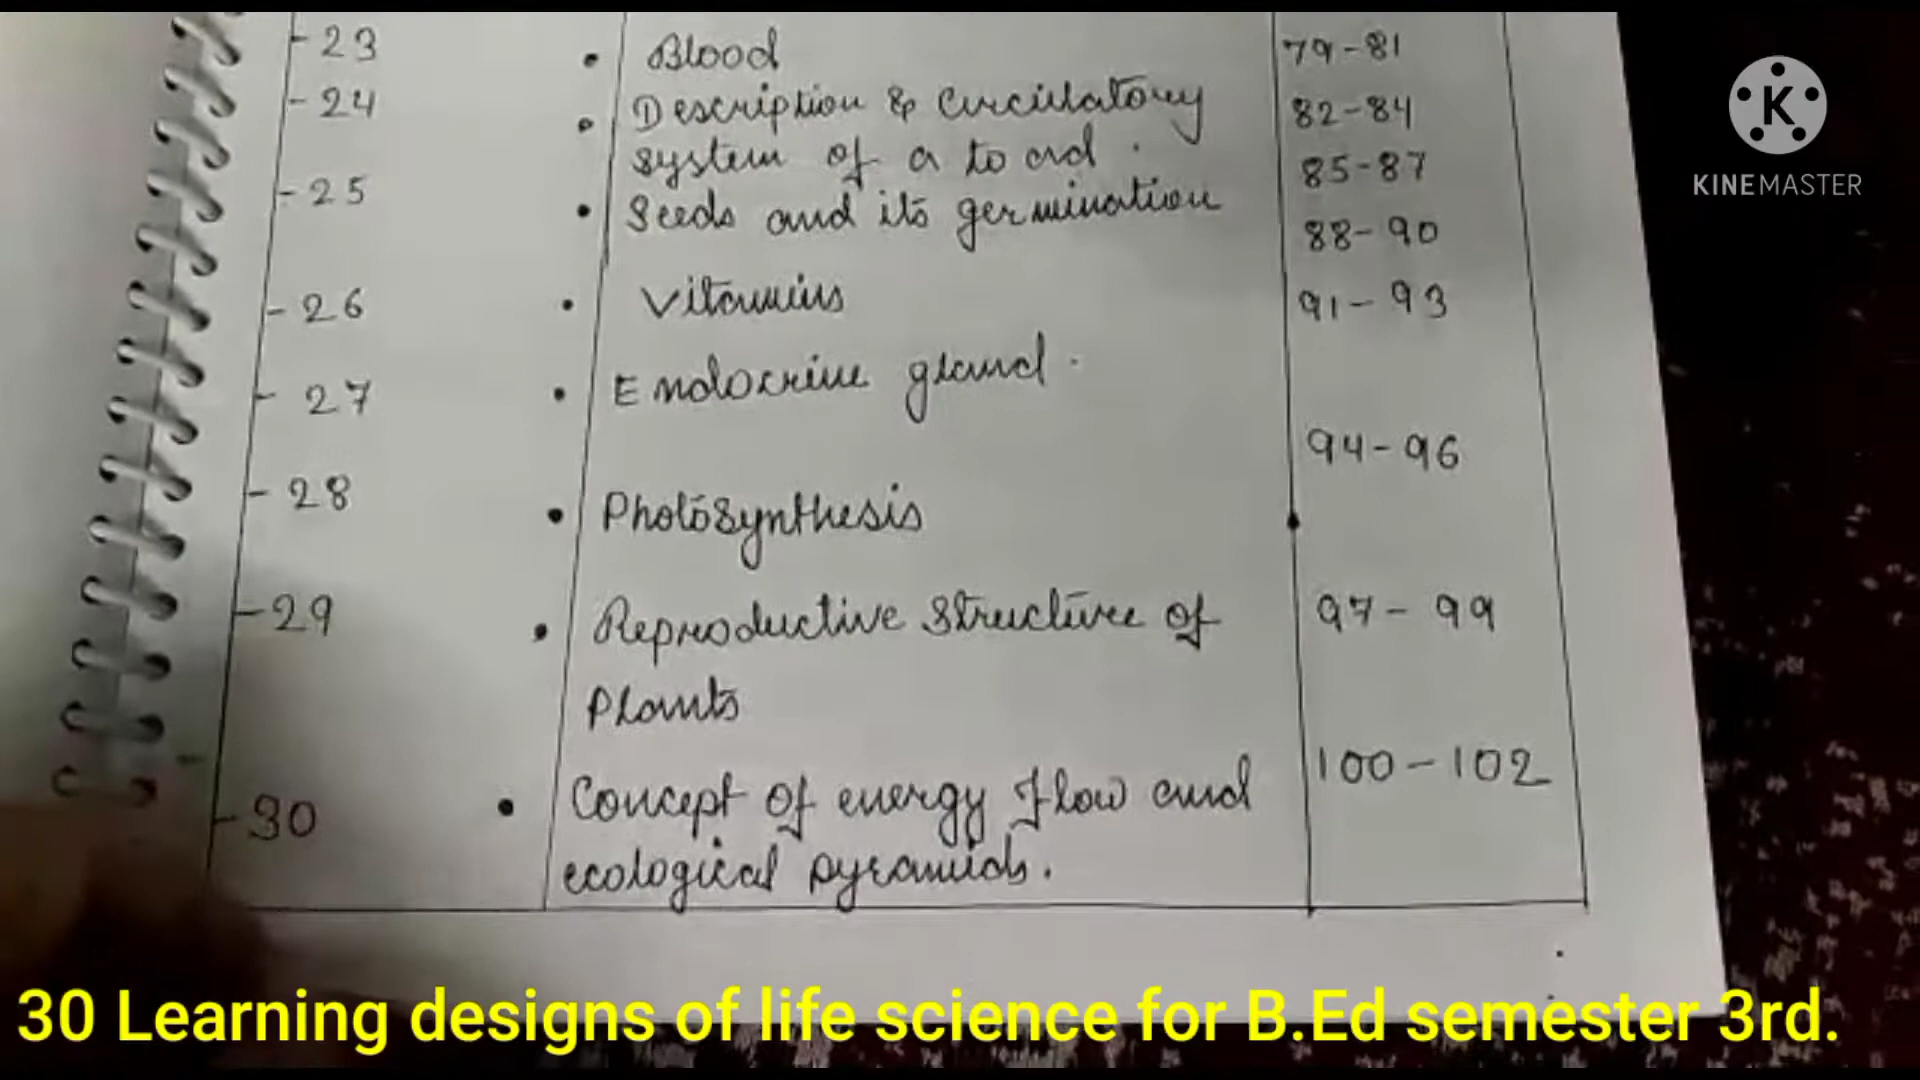 -23 • Blood 79-81
-24 • Description & Circulatory 82-84
system of a toad.
85-87
-25 • Seeds and its germination
88-90
-26 • Vitamins 91-93
-27 • Endocrine gland.
94-96
-28 • Photosynthesis
-29 • Reproductive Structure of 97-99
Plants
100-102
-30 • Concept of energy flow and
ecological pyramids.
K
KINEMASTER
30 Learning designs of life science for B.Ed semester 3rd.